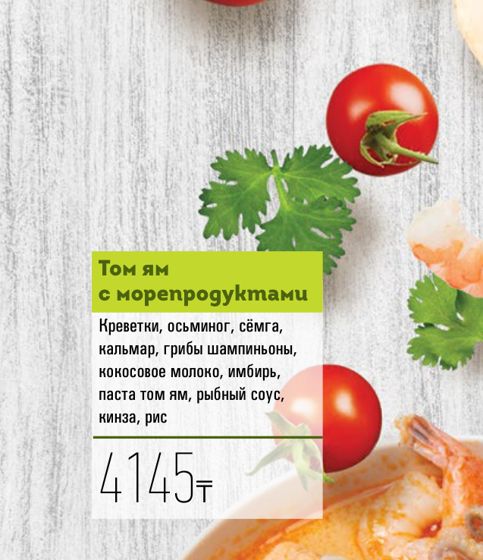 Том ям
с морепродуктами
Креветки, осьминог, сёмга,
кальмар, грибы шампиньоны,
кокосовое молоко, имбирь,
паста том ям, рыбный соус,
кинза, рис
4145₸